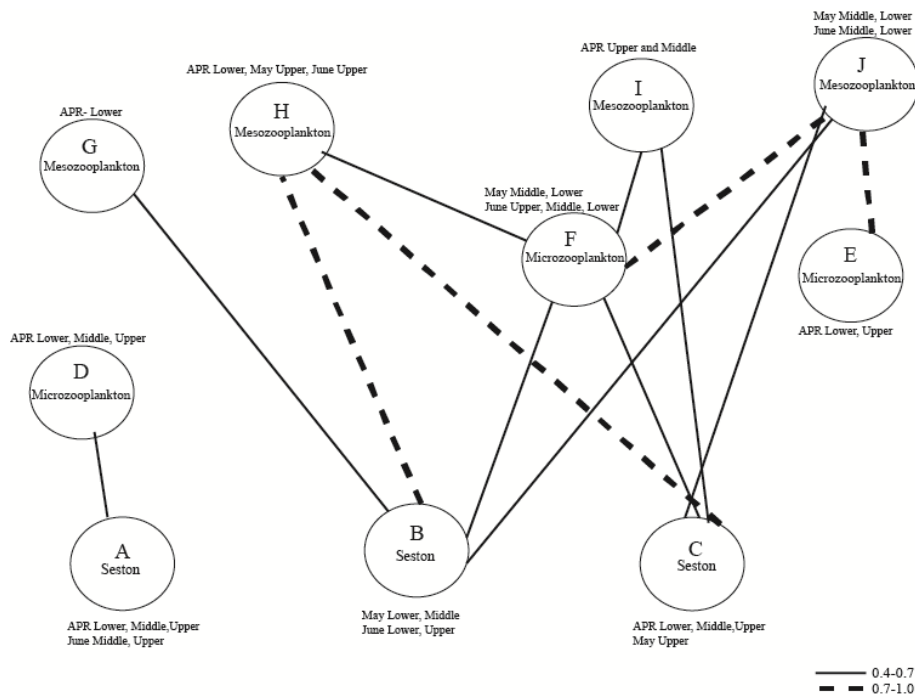 May Middle, Lower
June Middle, Lower
J
Mesozooplankton
APR Upper and Middle
I
Mesozooplankton
APR Lower, May Upper, June Upper
H
Mesozooplankton
APR- Lower
G
Mesozooplankton
May Middle, Lower
June Upper, Middle, Lower
F
Microzooplankton
E
Microzooplankton
APR Lower, Upper
APR Lower, Middle, Upper
D
Microzooplankton
A
Seston
APR Lower, Middle,Upper
June Middle, Upper
B
Seston
May Lower, Middle
June Lower, Upper
C
Seston
APR Lower, Middle,Upper
May Upper
0.4-0.7
0.7-1.0